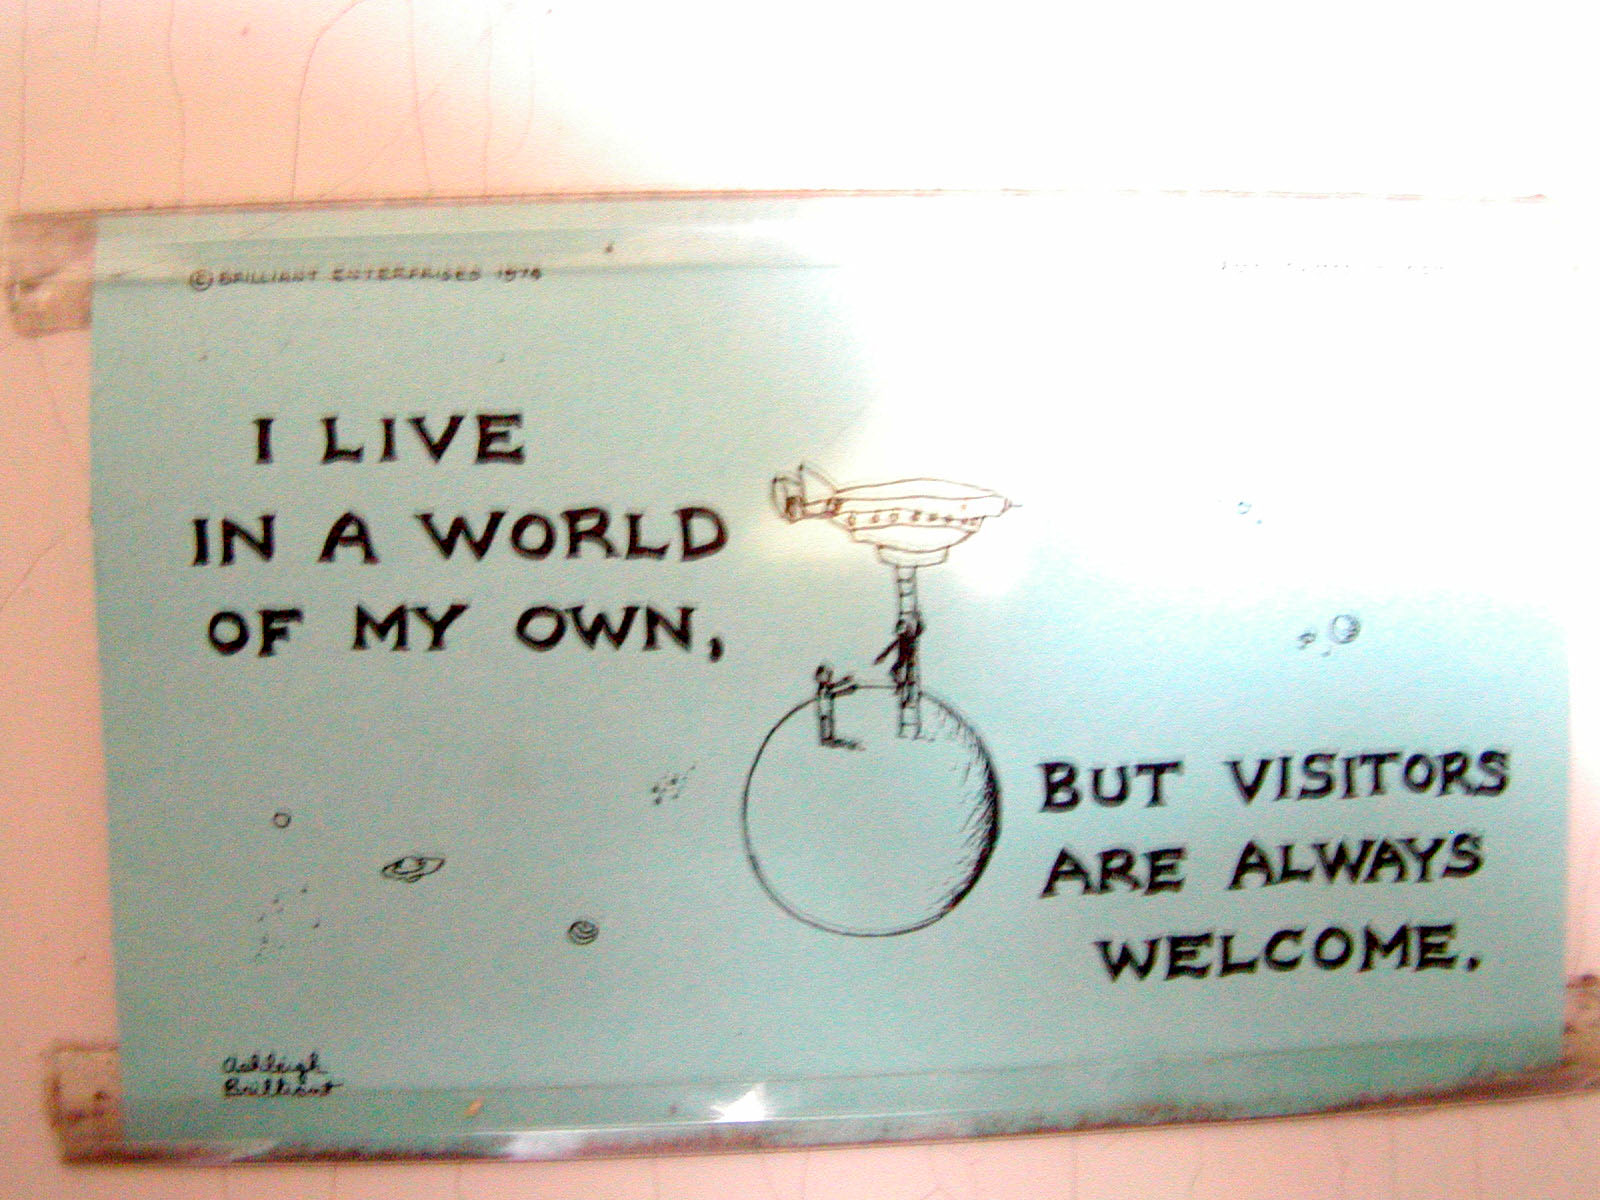 © BRILLIANT ENTERPRISES 1974
I LIVE
IN A WORLD
OF MY OWN,
BUT VISITORS
ARE ALWAYS
WELCOME.
Ashleigh
Brilliant